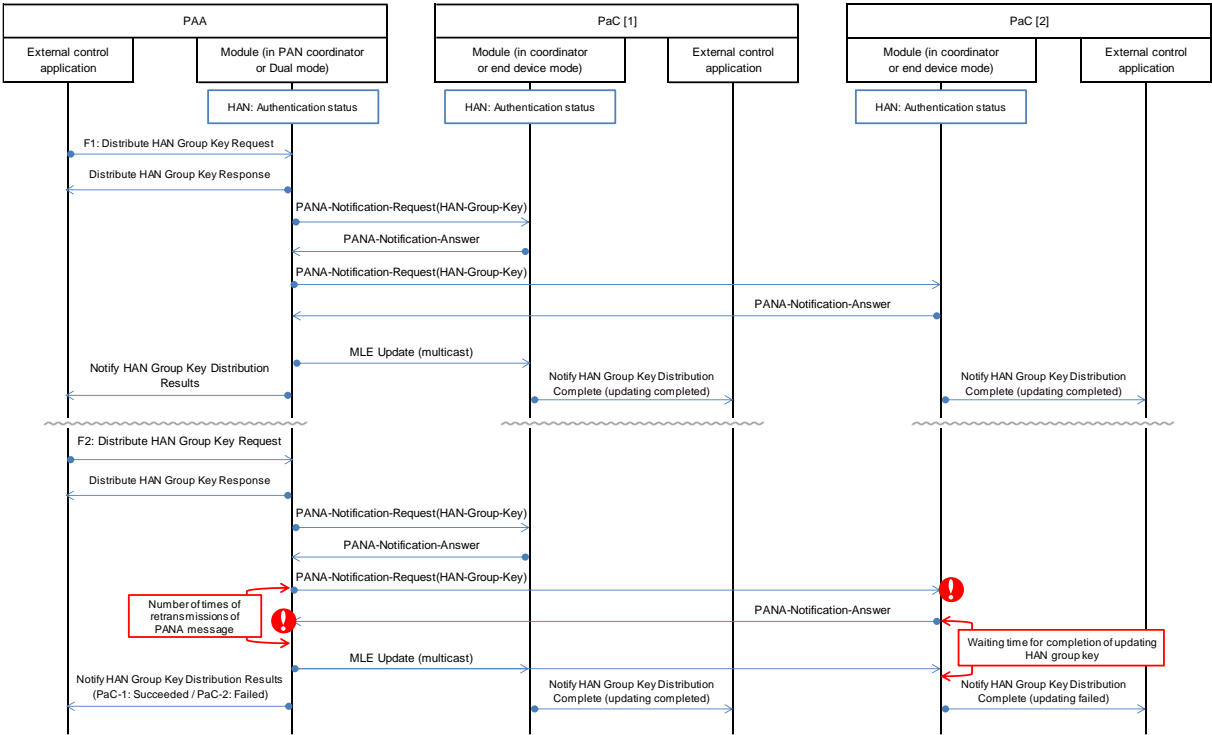 PAA
PaC [1]
PaC [2]
External control
application
Module (in PAN coordinator
or Dual mode)
Module (in coordinator
or end device mode)
External control
application
Module (in coordinator
or end device mode)
External control
application
HAN: Authentication status
HAN: Authentication status
HAN: Authentication status
F1: Distribute HAN Group Key Request
Distribute HAN Group Key Response
PANA-Notification-Request(HAN-Group-Key)
PANA-Notification-Answer
PANA-Notification-Request(HAN-Group-Key)
PANA-Notification-Answer
MLE Update (multicast)
Notify HAN Group Key Distribution
Results
Notify HAN Group Key Distribution
Complete (updating completed)
Notify HAN Group Key Distribution
Complete (updating completed)
F2: Distribute HAN Group Key Request
Distribute HAN Group Key Response
PANA-Notification-Request(HAN-Group-Key)
PANA-Notification-Answer
PANA-Notification-Request(HAN-Group-Key)
Number of times of
retransmissions of
PANA message
PANA-Notification-Answer
Waiting time for completion of updating
HAN group key
MLE Update (multicast)
Notify HAN Group Key Distribution Results
(PaC-1: Succeeded / PaC-2: Failed)
Notify HAN Group Key Distribution
Complete (updating completed)
Notify HAN Group Key Distribution
Complete (updating failed)